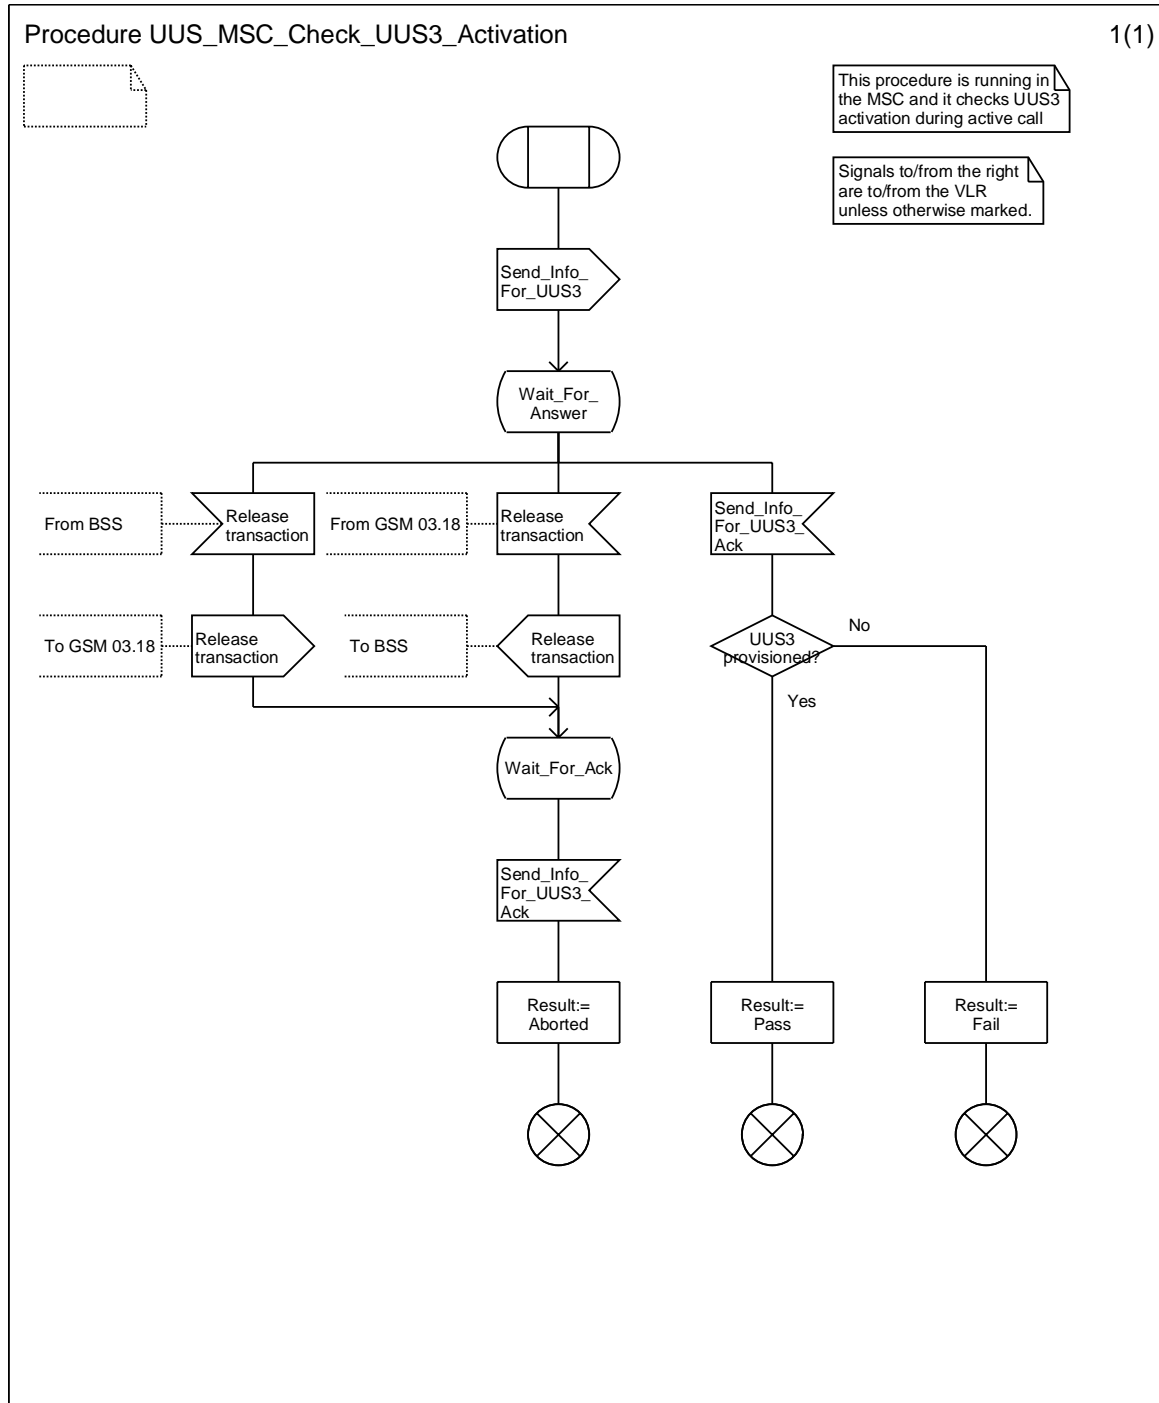 Procedure UUS_MSC_Check_UUS3_Activation
1(1)
This procedure is running in
the MSC and it checks UUS3
activation during active call
Signals to/from the right
are to/from the VLR
unless otherwise marked.
Send_Info_
For_UUS3
Wait_For_
Answer
From BSS
Release
transaction
From GSM 03.18
Release
transaction
Send_Info_
For_UUS3_
Ack
To GSM 03.18
Release
transaction
To BSS
Release
transaction
UUS3
provisioned?
No
Yes
Wait_For_Ack
Send_Info_
For_UUS3_
Ack
Result:=
Aborted
Result:=
Pass
Result:=
Fail